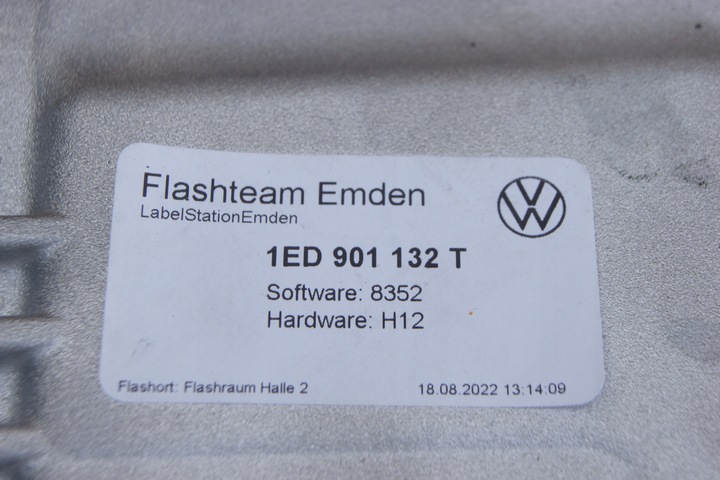 Flashteam Emden
LabelStationEmden
1ED 901 132 T
Software: 8352
Hardware: H12
Flashort: Flashraum Halle 2
18.08.2022 13:14:09